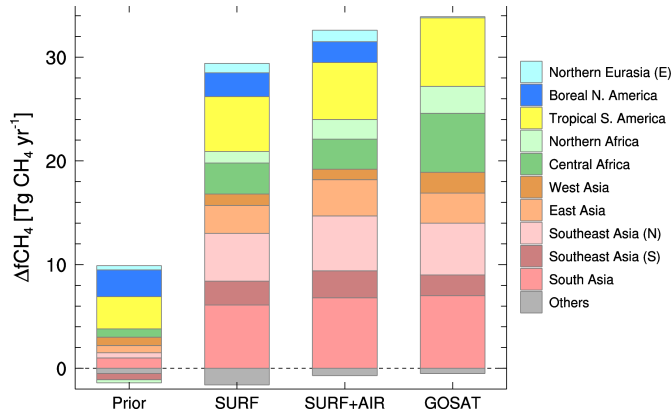 ΔfCH₄ [Tg CH₄ yr⁻¹]
30
20
10
0
Prior
SURF
SURF+AIR
GOSAT
Northern Eurasia (E)
Boreal N. America
Tropical S. America
Northern Africa
Central Africa
West Asia
East Asia
Southeast Asia (N)
Southeast Asia (S)
South Asia
Others